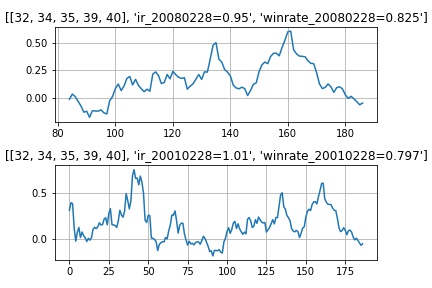 [[32, 34, 35, 39, 40], 'ir_20080228=0.95', 'winrate_20080228=0.825']
0.50
0.25
0.00
80 100 120 140 160 180
[[32, 34, 35, 39, 40], 'ir_20010228=1.01', 'winrate_20010228=0.797']
0.5
0.0
0 25 50 75 100 125 150 175